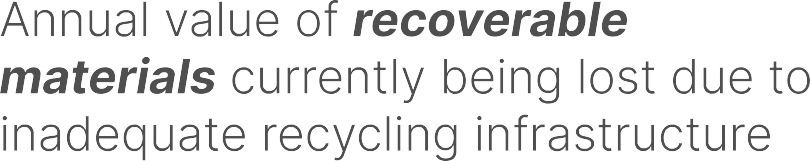 Annual value of recoverable
materials currently being lost due to
inadequate recycling infrastructure